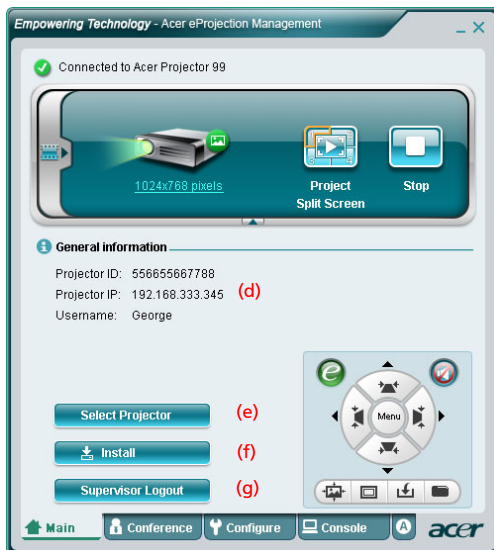 Empowering Technology - Acer eProjection Management
Connected to Acer Projector 99
1024x768 pixels
Project
Split Screen
Stop
General information
Projector ID: 556655667788
Projector IP: 192.168.333.345 (d)
Username: George
Select Projector (e)
Install (f)
Supervisor Logout (g)
Menu
Main Conference Configure Console A acer